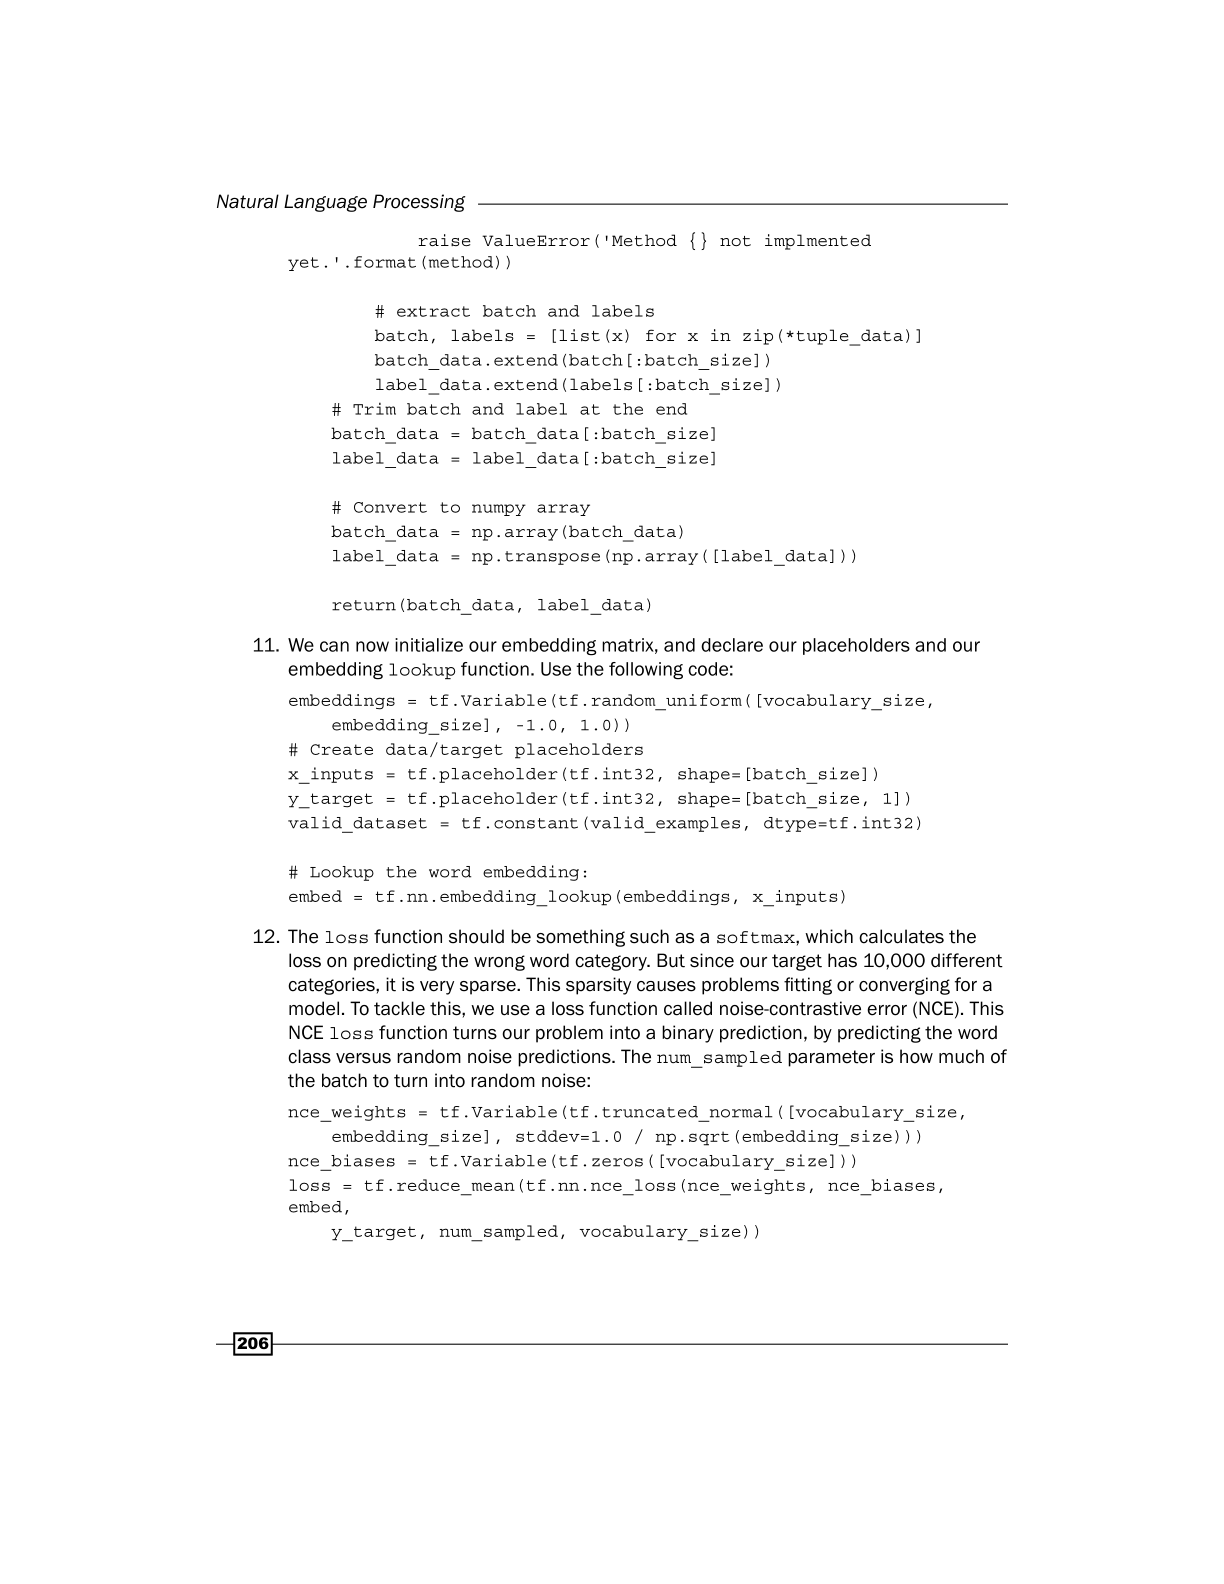 Natural Language Processing
raise ValueError('Method {} not implmented
yet.'.format(method))
# extract batch and labels
batch, labels = [list(x) for x in zip(*tuple_data)]
batch_data.extend(batch[:batch_size])
label_data.extend(labels[:batch_size])
# Trim batch and label at the end
batch_data = batch_data[:batch_size]
label_data = label_data[:batch_size]
# Convert to numpy array
batch_data = np.array(batch_data)
label_data = np.transpose(np.array([label_data]))
return(batch_data, label_data)
11. We can now initialize our embedding matrix, and declare our placeholders and our
embedding lookup function. Use the following code:
embeddings = tf.Variable(tf.random_uniform([vocabulary_size,
embedding_size], -1.0, 1.0))
# Create data/target placeholders
x_inputs = tf.placeholder(tf.int32, shape=[batch_size])
y_target = tf.placeholder(tf.int32, shape=[batch_size, 1])
valid_dataset = tf.constant(valid_examples, dtype=tf.int32)
# Lookup the word embedding:
embed = tf.nn.embedding_lookup(embeddings, x_inputs)
12. The loss function should be something such as a softmax, which calculates the
loss on predicting the wrong word category. But since our target has 10,000 different
categories, it is very sparse. This sparsity causes problems fitting or converging for a
model. To tackle this, we use a loss function called noise-contrastive error (NCE). This
NCE loss function turns our problem into a binary prediction, by predicting the word
class versus random noise predictions. The num_sampled parameter is how much of
the batch to turn into random noise:
nce_weights = tf.Variable(tf.truncated_normal([vocabulary_size,
embedding_size], stddev=1.0 / np.sqrt(embedding_size)))
nce_biases = tf.Variable(tf.zeros([vocabulary_size]))
loss = tf.reduce_mean(tf.nn.nce_loss(nce_weights, nce_biases,
embed,
y_target, num_sampled, vocabulary_size))
206